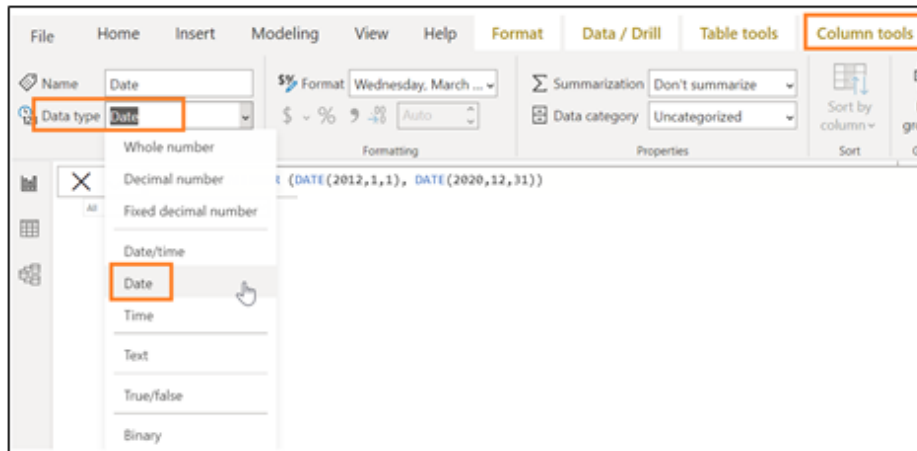 File Home Insert Modeling View Help Format Data / Drill Table tools Column tools
Name Date $% Format Wednesday, March ... Summarization Don't summarize
Data type Date $ % 9 .00 Auto Data category Uncategorized Sort by
column
Formatting Properties Sort
Whole number
Decimal number (DATE(2012,1,1), DATE(2020,12,31))
All Fixed decimal number
Date/time
Date
Time
Text
True/false
Binary